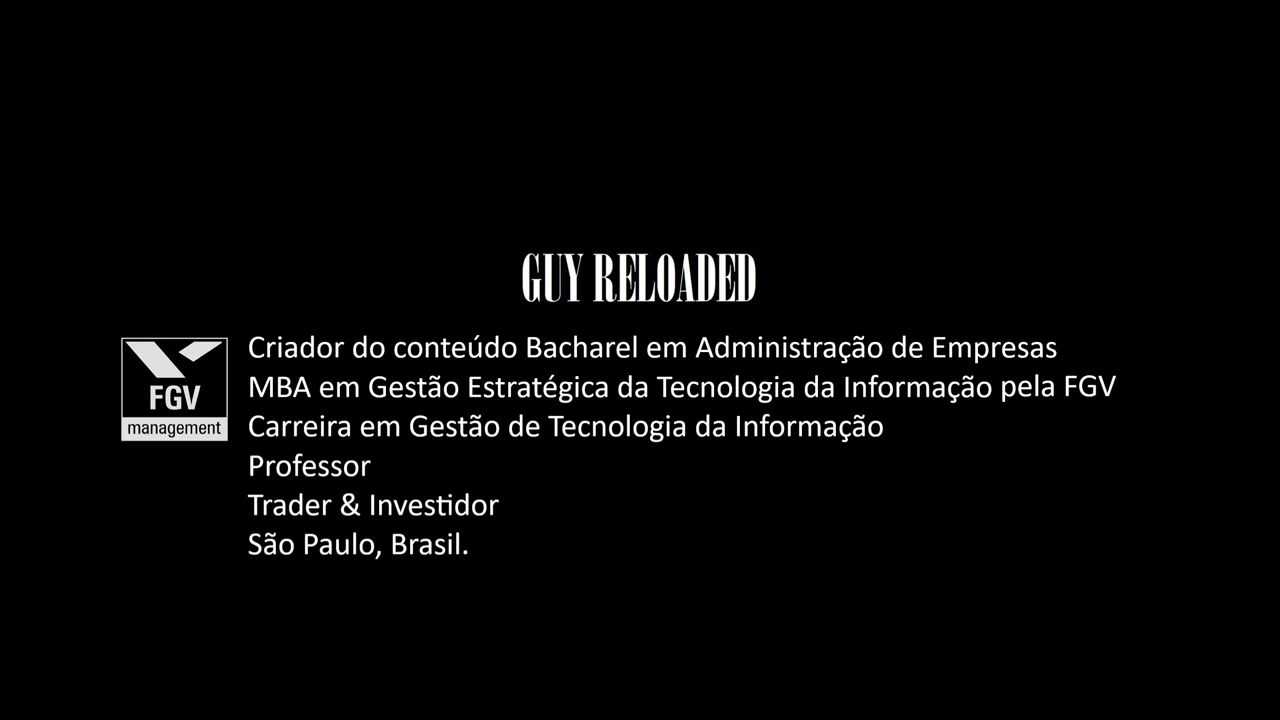 GUY RELOADED
Criador do conteúdo Bacharel em Administração de Empresas
MBA em Gestão Estratégica da Tecnologia da Informação pela FGV
Carreira em Gestão de Tecnologia da Informação
Professor
Trader & Investidor
São Paulo, Brasil.
FGV
management